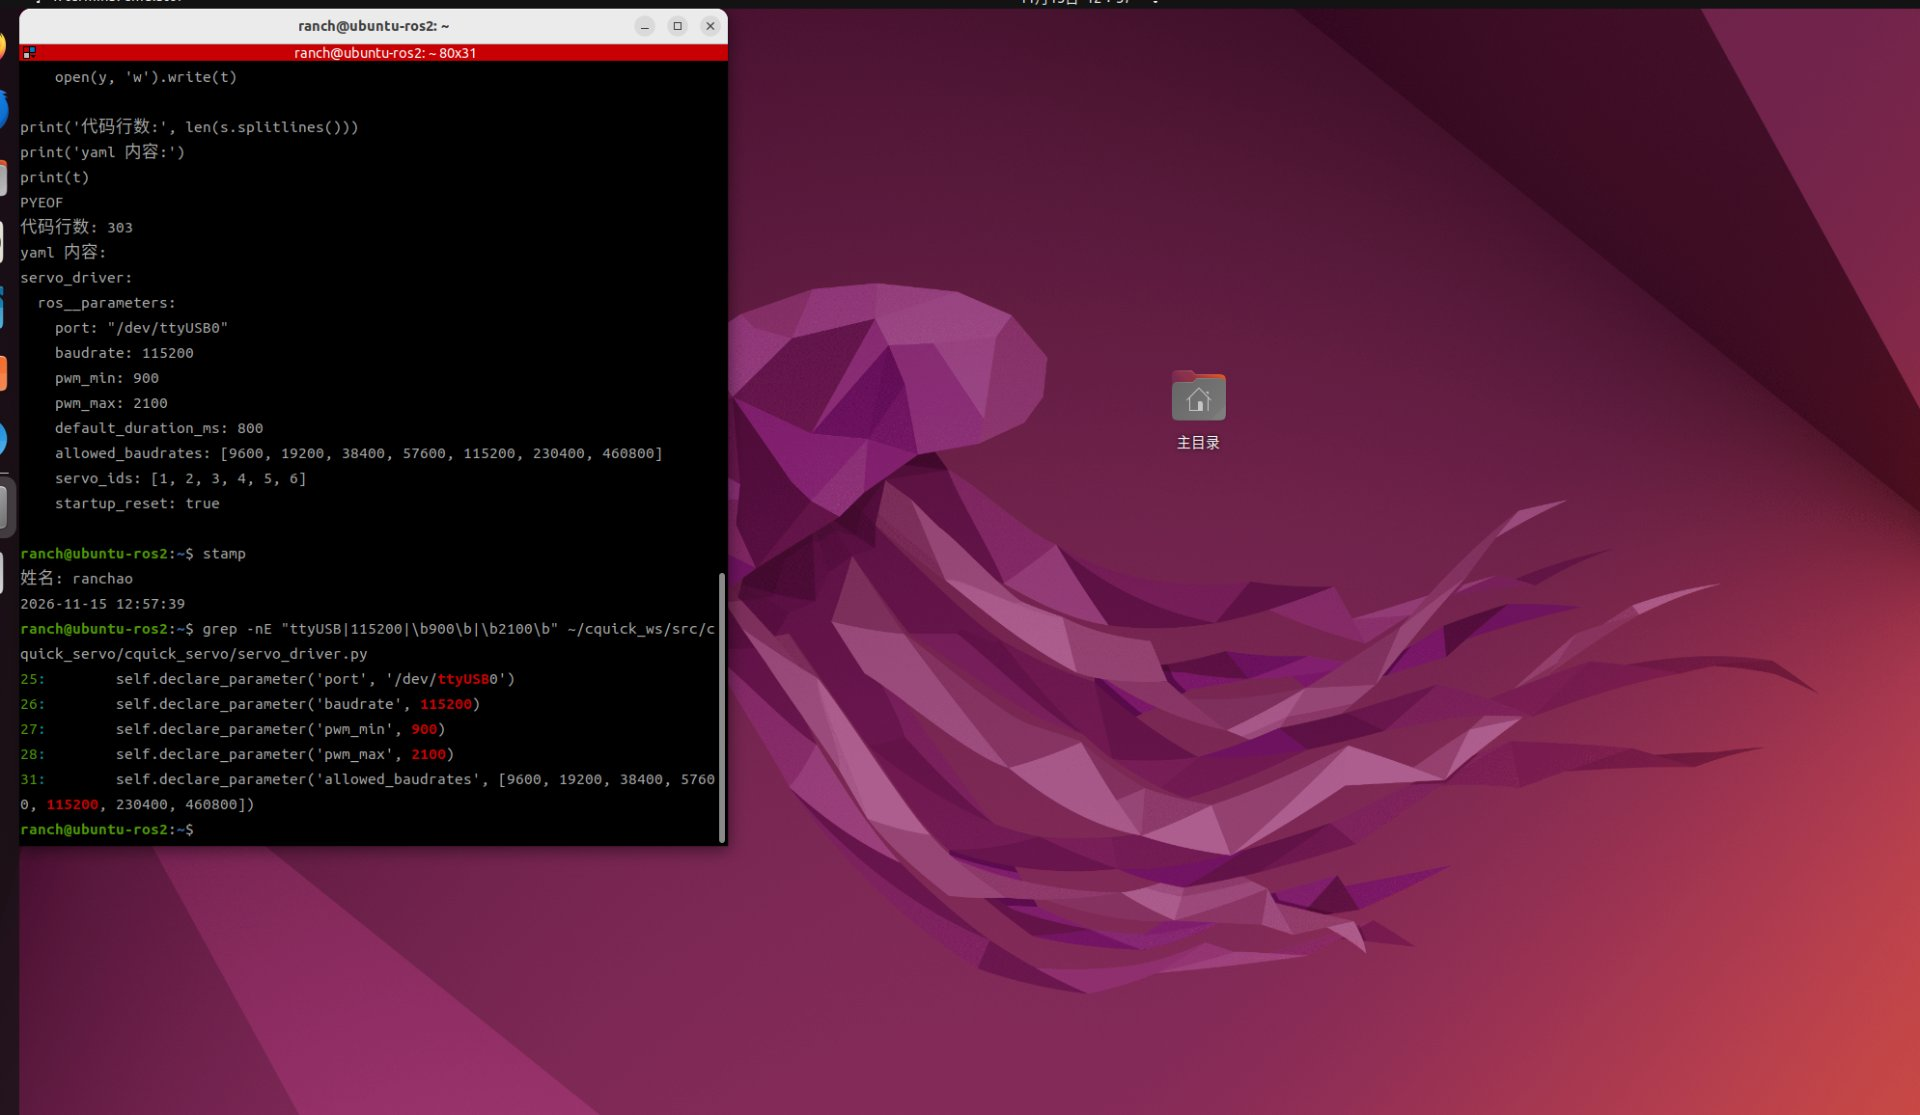 ranch@ubuntu-ros2: ~
ranch@ubuntu-ros2: ~ 80x31
    open(y, 'w').write(t)
print('代码行数:', len(s.splitlines()))
print('yaml 内容:')
print(t)
PYEOF
代码行数: 303
yaml 内容:
servo_driver:
  ros__parameters:
    port: "/dev/ttyUSB0"
    baudrate: 115200
    pwm_min: 900
    pwm_max: 2100
    default_duration_ms: 800
    allowed_baudrates: [9600, 19200, 38400, 57600, 115200, 230400, 460800]
    servo_ids: [1, 2, 3, 4, 5, 6]
    startup_reset: true
ranch@ubuntu-ros2:~$ stamp
姓名: ranchao
2026-11-15 12:57:39
ranch@ubuntu-ros2:~$ grep -nE "ttyUSB|115200|\b900\b|\b2100\b" ~/cquick_ws/src/c
quick_servo/cquick_servo/servo_driver.py
25:        self.declare_parameter('port', '/dev/ttyUSB0')
26:        self.declare_parameter('baudrate', 115200)
27:        self.declare_parameter('pwm_min', 900)
28:        self.declare_parameter('pwm_max', 2100)
31:        self.declare_parameter('allowed_baudrates', [9600, 19200, 38400, 5760
0, 115200, 230400, 460800])
ranch@ubuntu-ros2:~$
主目录